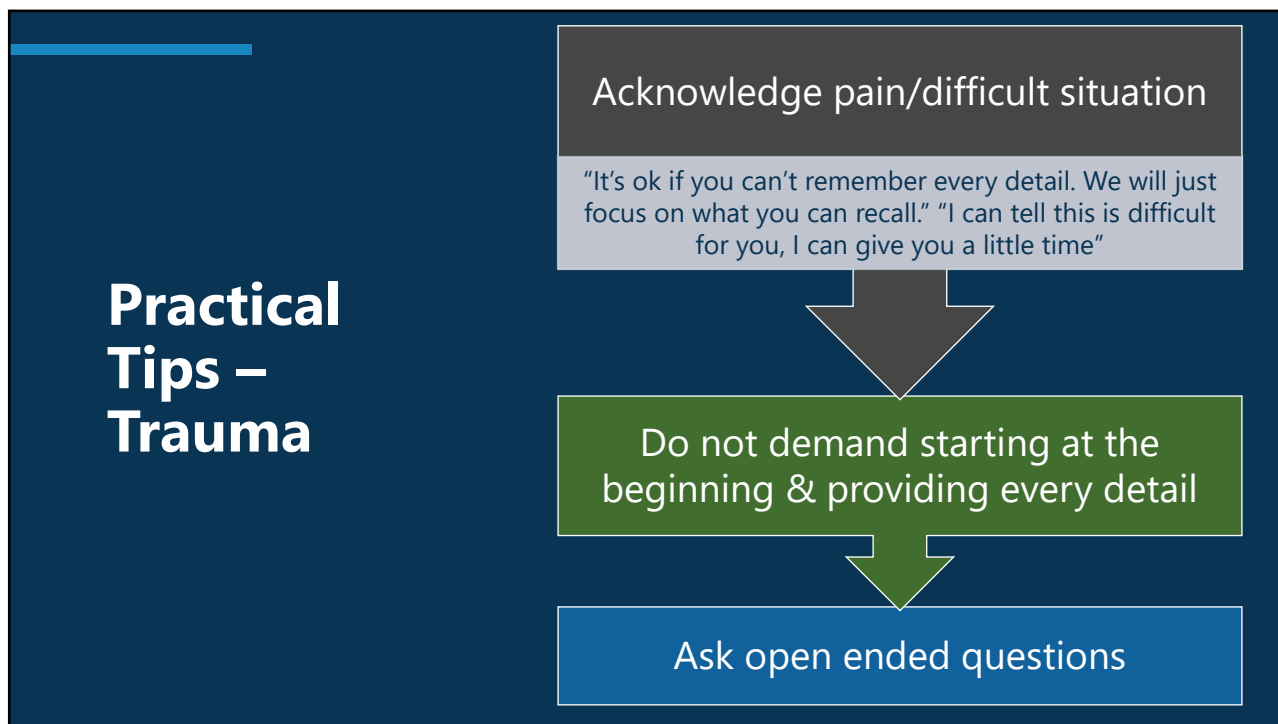 Practical
Tips –
Trauma
Acknowledge pain/difficult situation
“It’s ok if you can’t remember every detail. We will just
focus on what you can recall.” “I can tell this is difficult
for you, I can give you a little time”
Do not demand starting at the
beginning & providing every detail
Ask open ended questions